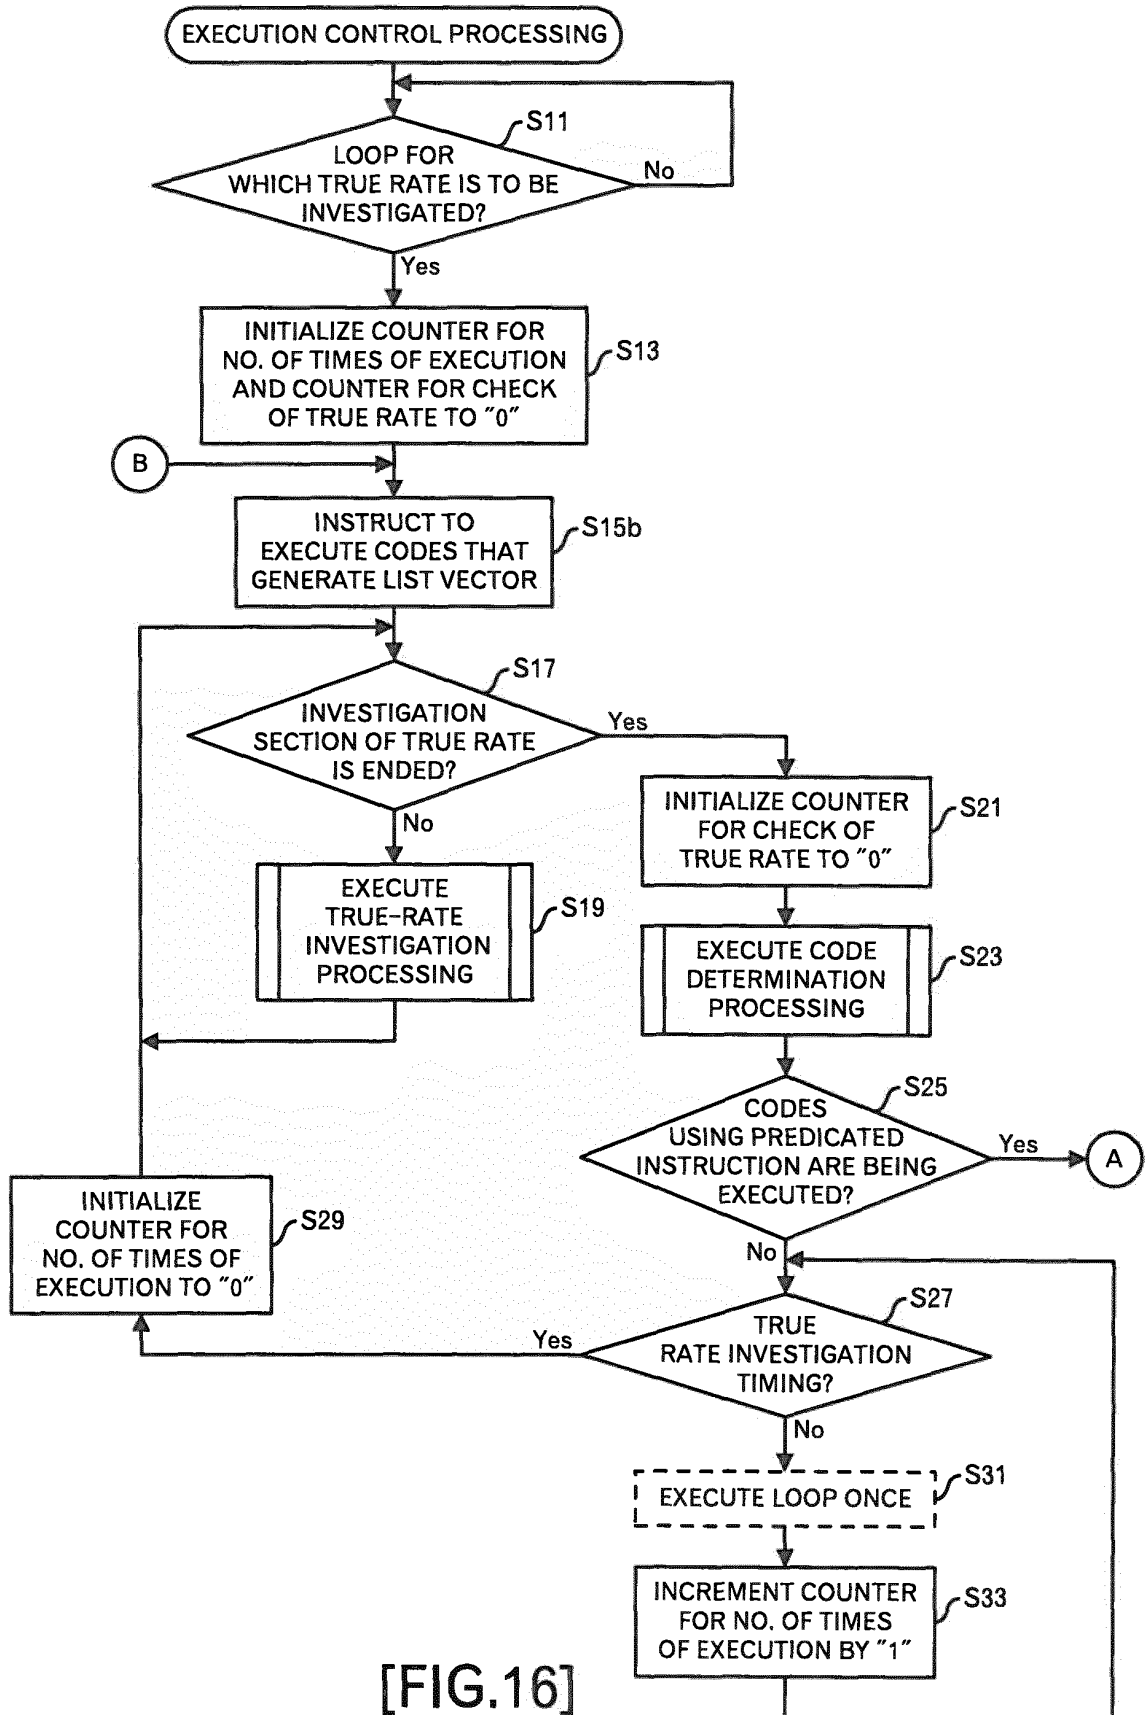 EXECUTION CONTROL PROCESSING
S11
LOOP FOR
WHICH TRUE RATE IS TO BE
INVESTIGATED?
No
Yes
INITIALIZE COUNTER FOR
NO. OF TIMES OF EXECUTION
AND COUNTER FOR CHECK
OF TRUE RATE TO "0"
S13
B
INSTRUCT TO
EXECUTE CODES THAT
GENERATE LIST VECTOR
S15b
S17
INVESTIGATION
SECTION OF TRUE RATE
IS ENDED?
Yes
No
EXECUTE
TRUE-RATE
INVESTIGATION
PROCESSING
S19
INITIALIZE COUNTER
FOR CHECK OF
TRUE RATE TO "0"
S21
EXECUTE CODE
DETERMINATION
PROCESSING
S23
S25
CODES
USING PREDICATED
INSTRUCTION ARE BEING
EXECUTED?
Yes
A
No
INITIALIZE
COUNTER FOR
NO. OF TIMES OF
EXECUTION TO "0"
S29
S27
TRUE
RATE INVESTIGATION
TIMING?
Yes
No
EXECUTE LOOP ONCE
S31
INCREMENT COUNTER
FOR NO. OF TIMES
OF EXECUTION BY "1"
S33
[FIG.16]